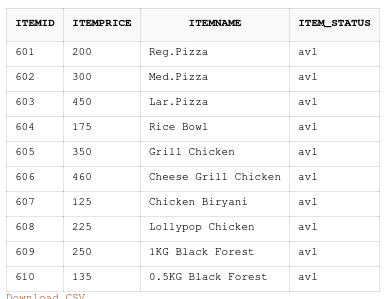 ITEMID ITEMPRICE ITEMNAME ITEM_STATUS
601 200 Reg.Pizza avl
602 300 Med.Pizza avl
603 450 Lar.Pizza avl
604 175 Rice Bowl avl
605 350 Grill Chicken avl
606 460 Cheese Grill Chicken avl
607 125 Chicken Biryani avl
608 225 Lollypop Chicken avl
609 250 1KG Black Forest avl
610 135 0.5KG Black Forest avl
Download CSV